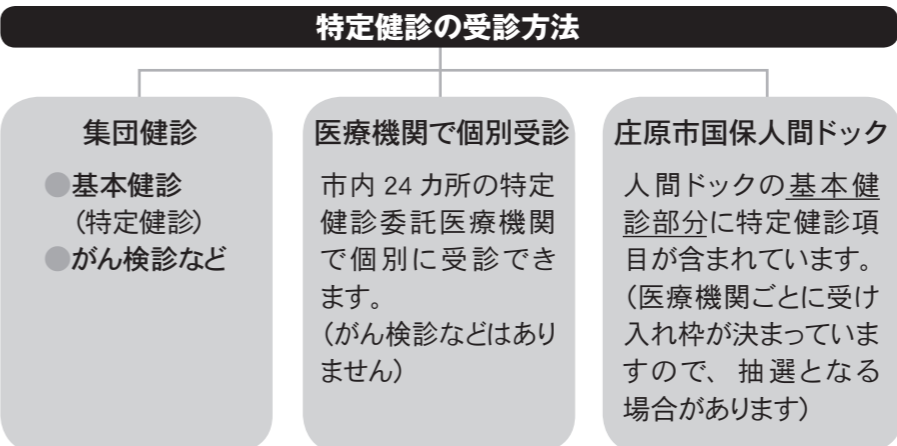 特定健診の受診方法
集団健診
●基本健診
（特定健診）
●がん検診など
医療機関で個別受診
市内 24 カ所の特定
健診委託医療機関
で個別に受診でき
ます。
（がん検診などはあり
ません）
庄原市国保人間ドック
人間ドックの基本健
診部分に特定健診項
目が含まれています。
（医療機関ごとに受け
入れ枠が決まっていま
すので、抽選となる
場合があります）